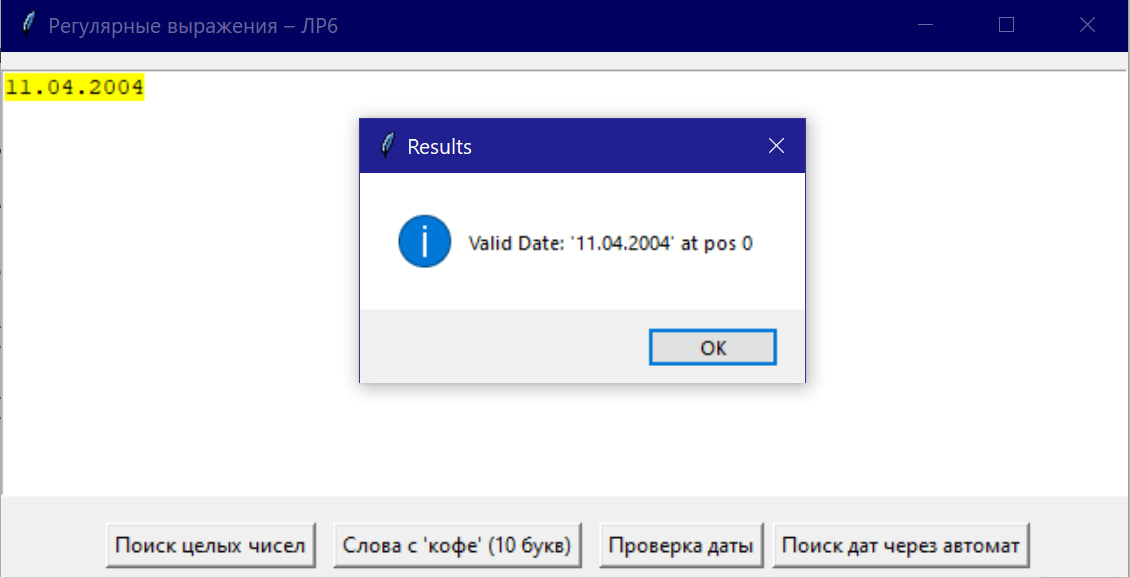 Регулярные выражения – ЛР6
11.04.2004
Results
Valid Date: '11.04.2004' at pos 0
OK
Поиск целых чисел
Слова с 'кофе' (10 букв)
Проверка даты
Поиск дат через автомат